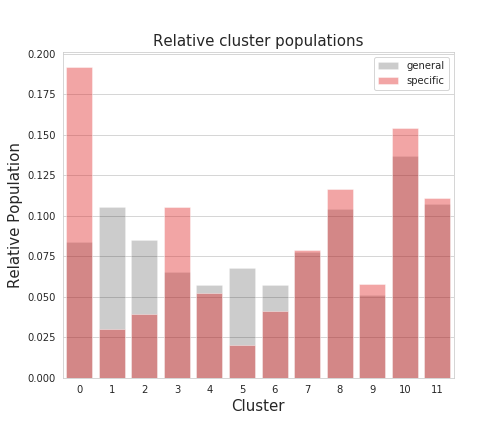 Relative cluster populations
general
specific
Relative Population
0.200
0.175
0.150
0.125
0.100
0.075
0.050
0.025
0.000
0 1 2 3 4 5 6 7 8 9 10 11
Cluster